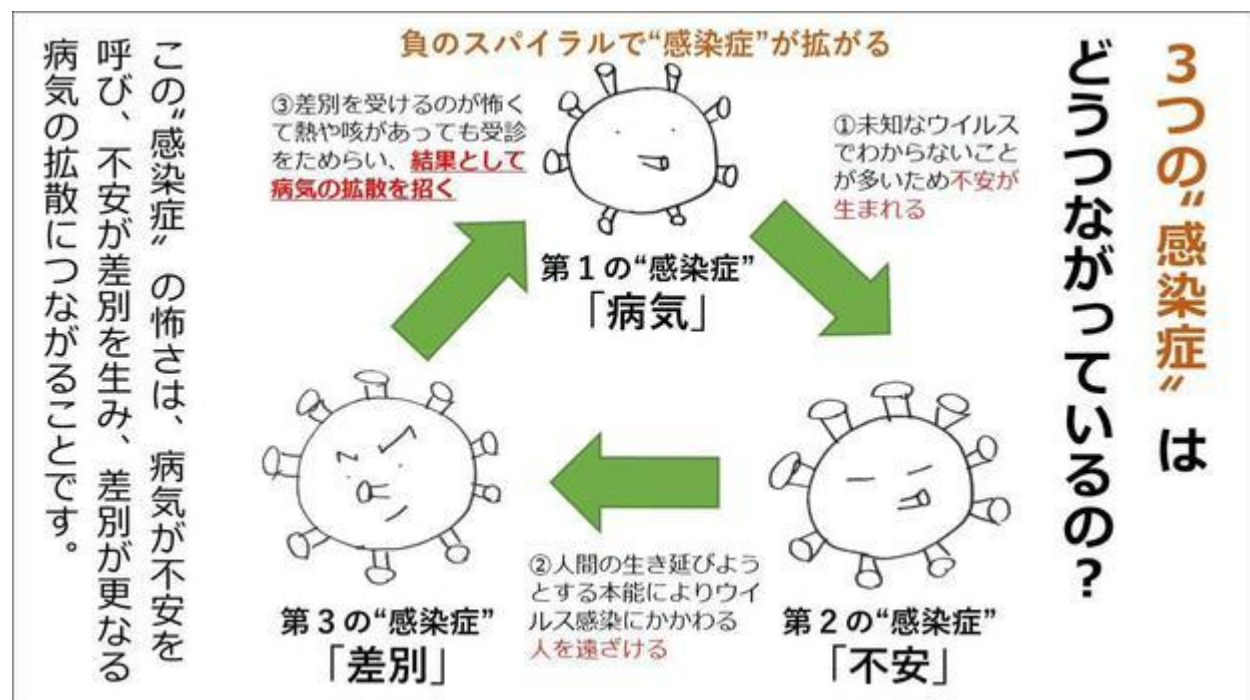 ３つの“感染症”は
どうつながっているの？
負のスパイラルで“感染症”が拡がる
①未知なウイルス
でわからないこと
が多いため不安が
生まれる
第１の“感染症”
「病気」
③差別を受けるのが怖く
て熱や咳があっても受診
をためらい、結果として
病気の拡散を招く
第２の“感染症”
「不安」
②人間の生き延びよう
とする本能によりウイ
ルス感染にかかわる
人を遠ざける
第３の“感染症”
「差別」
この“感染症”の怖さは、病気が不安を
呼び、不安が差別を生み、差別が更なる
病気の拡散につながることです。